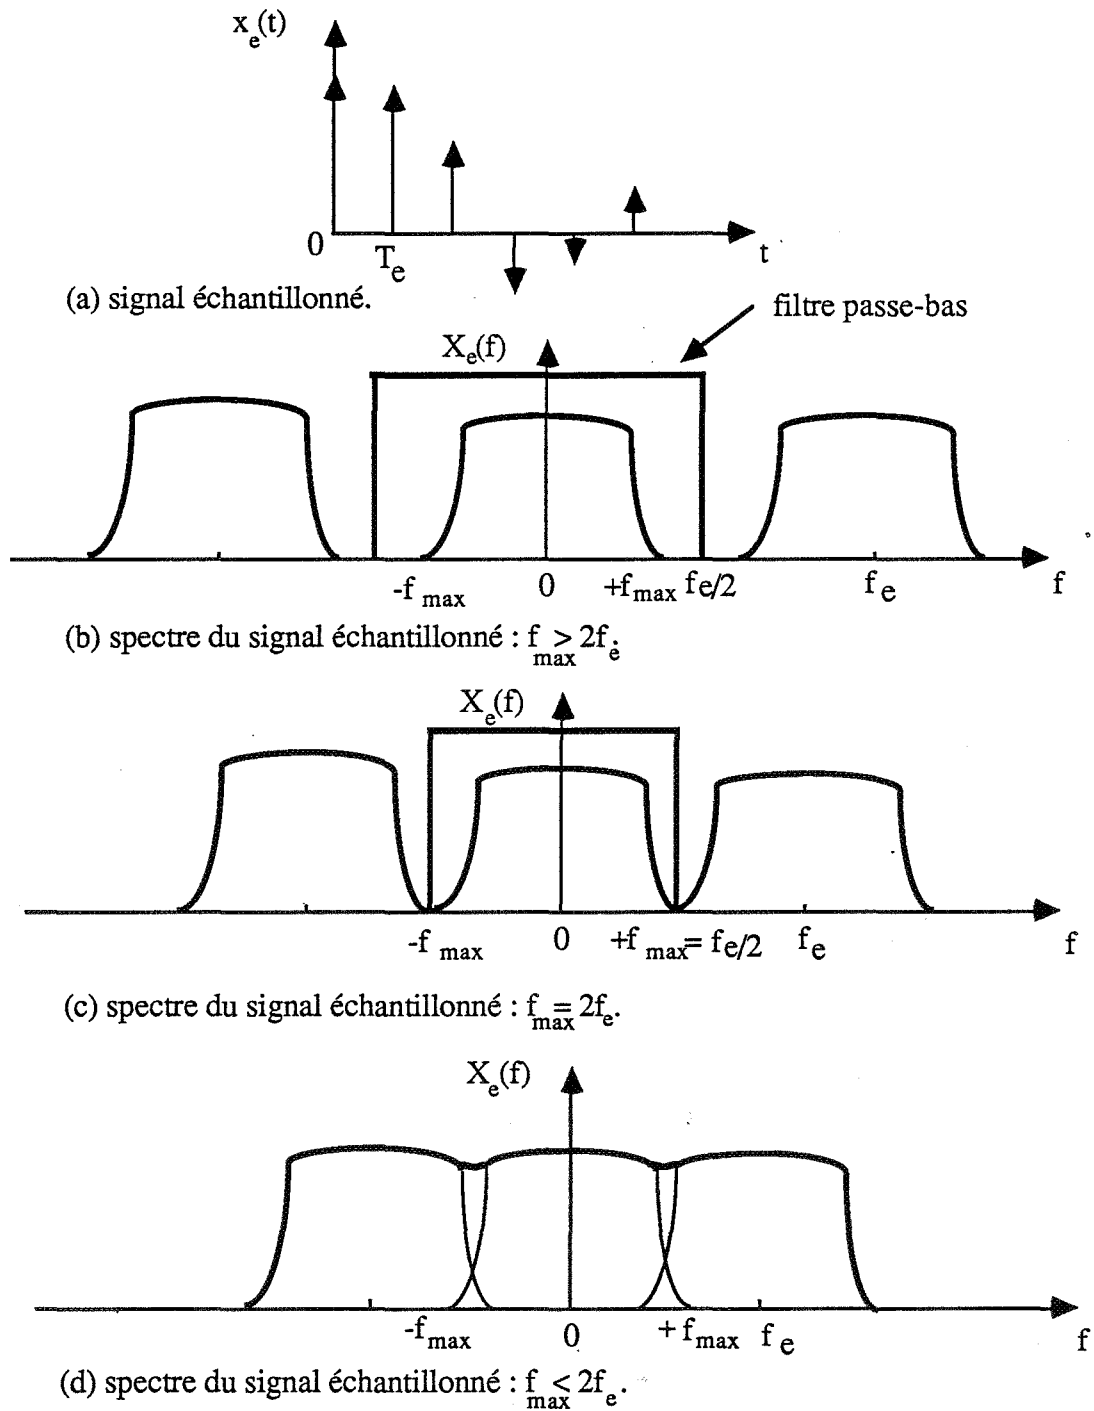 x_e(t)
0
T_e
t
(a) signal échantillonné.
filtre passe-bas
X_e(f)
-f_max 0 +f_max f_e/2 f_e f
(b) spectre du signal échantillonné : f_max > 2f_e.
X_e(f)
-f_max 0 +f_max = f_e/2 f_e f
(c) spectre du signal échantillonné : f_max = 2f_e.
X_e(f)
-f_max 0 +f_max f_e f
(d) spectre du signal échantillonné : f_max < 2f_e.